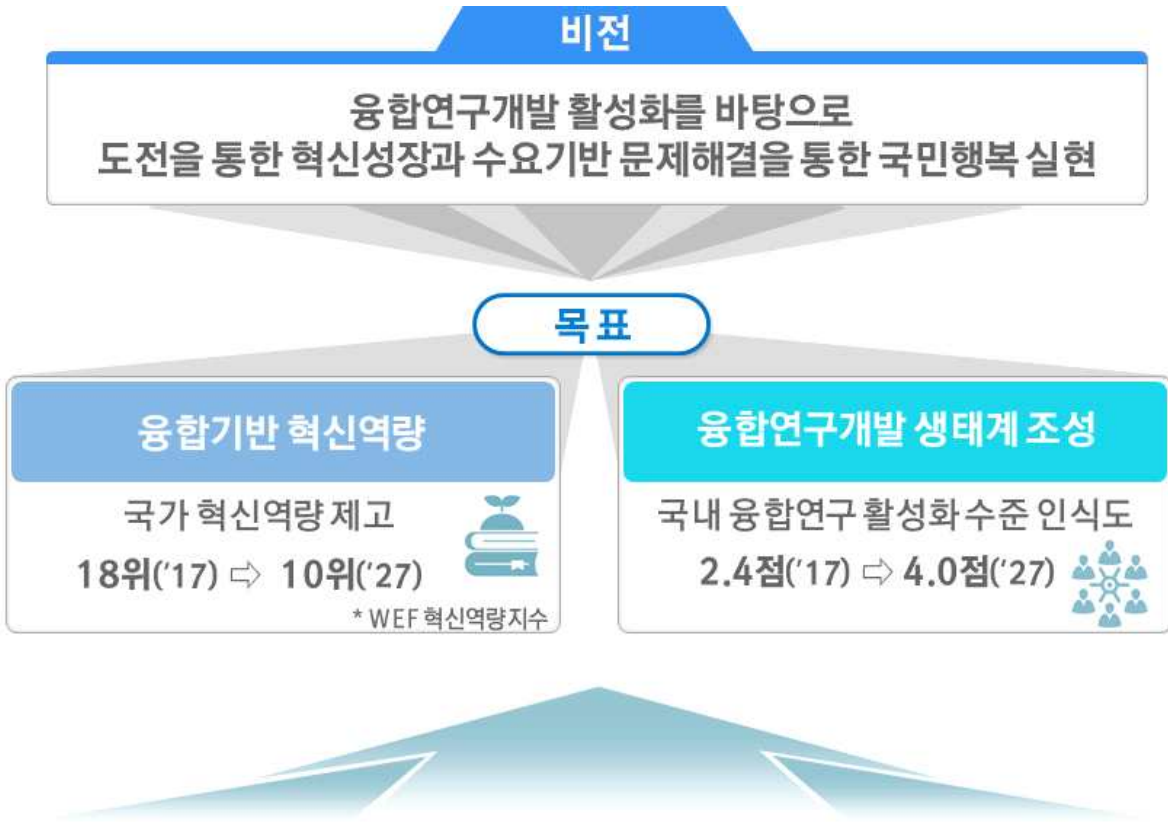 비전
융합연구개발 활성화를 바탕으로
도전을 통한 혁신성장과 수요기반 문제해결을 통한 국민행복 실현
목표
융합기반 혁신역량
국가 혁신역량 제고
18위('17) ⇨ 10위('27)
* WEF 혁신역량지수
융합연구개발 생태계 조성
국내 융합연구 활성화 수준 인식도
2.4점('17) ⇨ 4.0점('27)